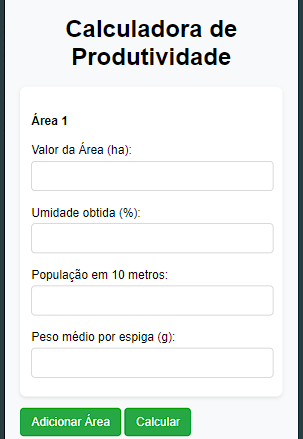 Calculadora de
Produtividade
Área 1
Valor da Área (ha):
Umidade obtida (%):
População em 10 metros:
Peso médio por espiga (g):
Adicionar Área Calcular